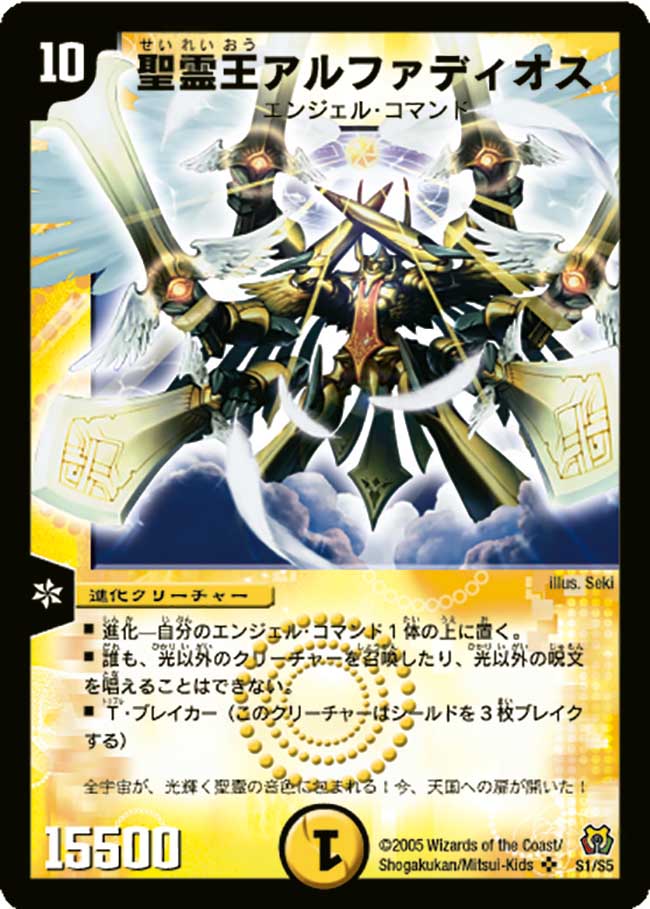 10
せいれいおう
聖霊王アルファディオス
エンジェル・コマンド
illus. Seki
進化クリーチャー
■ 進化―自分のエンジェル・コマンド1体の上に置く。
■ 誰も、光以外のクリーチャーを召喚したり、光以外の呪文
を唱えることはできない。
■ T・ブレイカー（このクリーチャーはシールドを3枚ブレイク
する）
全宇宙が、光輝く聖霊の音色に包まれる！今、天国への扉が開いた！
15500
1
©2005 Wizards of the Coast/
Shogakukan/Mitsui-Kids
S1/S5